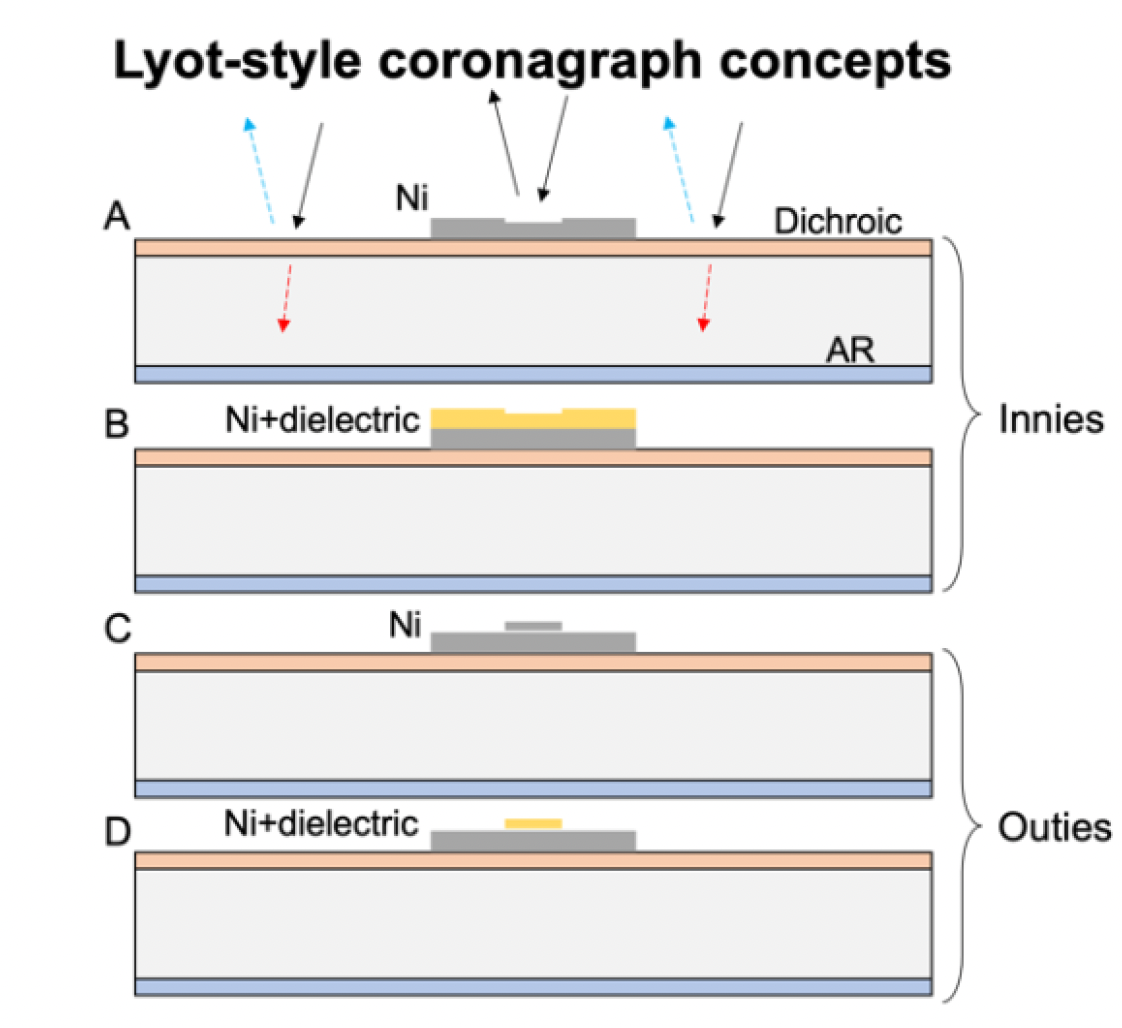 Lyot-style coronagraph concepts
A
Ni
Dichroic
AR
Innies
B
Ni+dielectric
C
Ni
Outies
D
Ni+dielectric